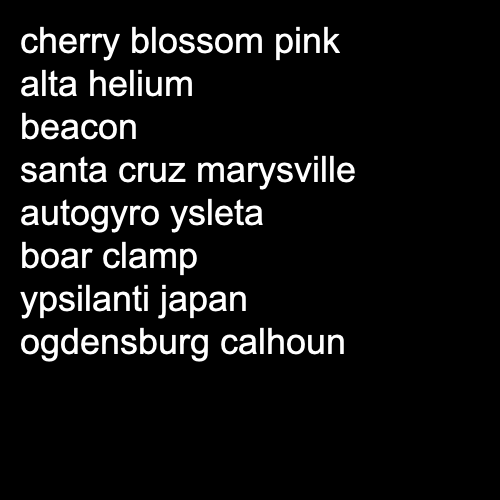 cherry blossom pink
alta helium
beacon
santa cruz marysville
autogyro ysleta
boar clamp
ypsilanti japan
ogdensburg calhoun